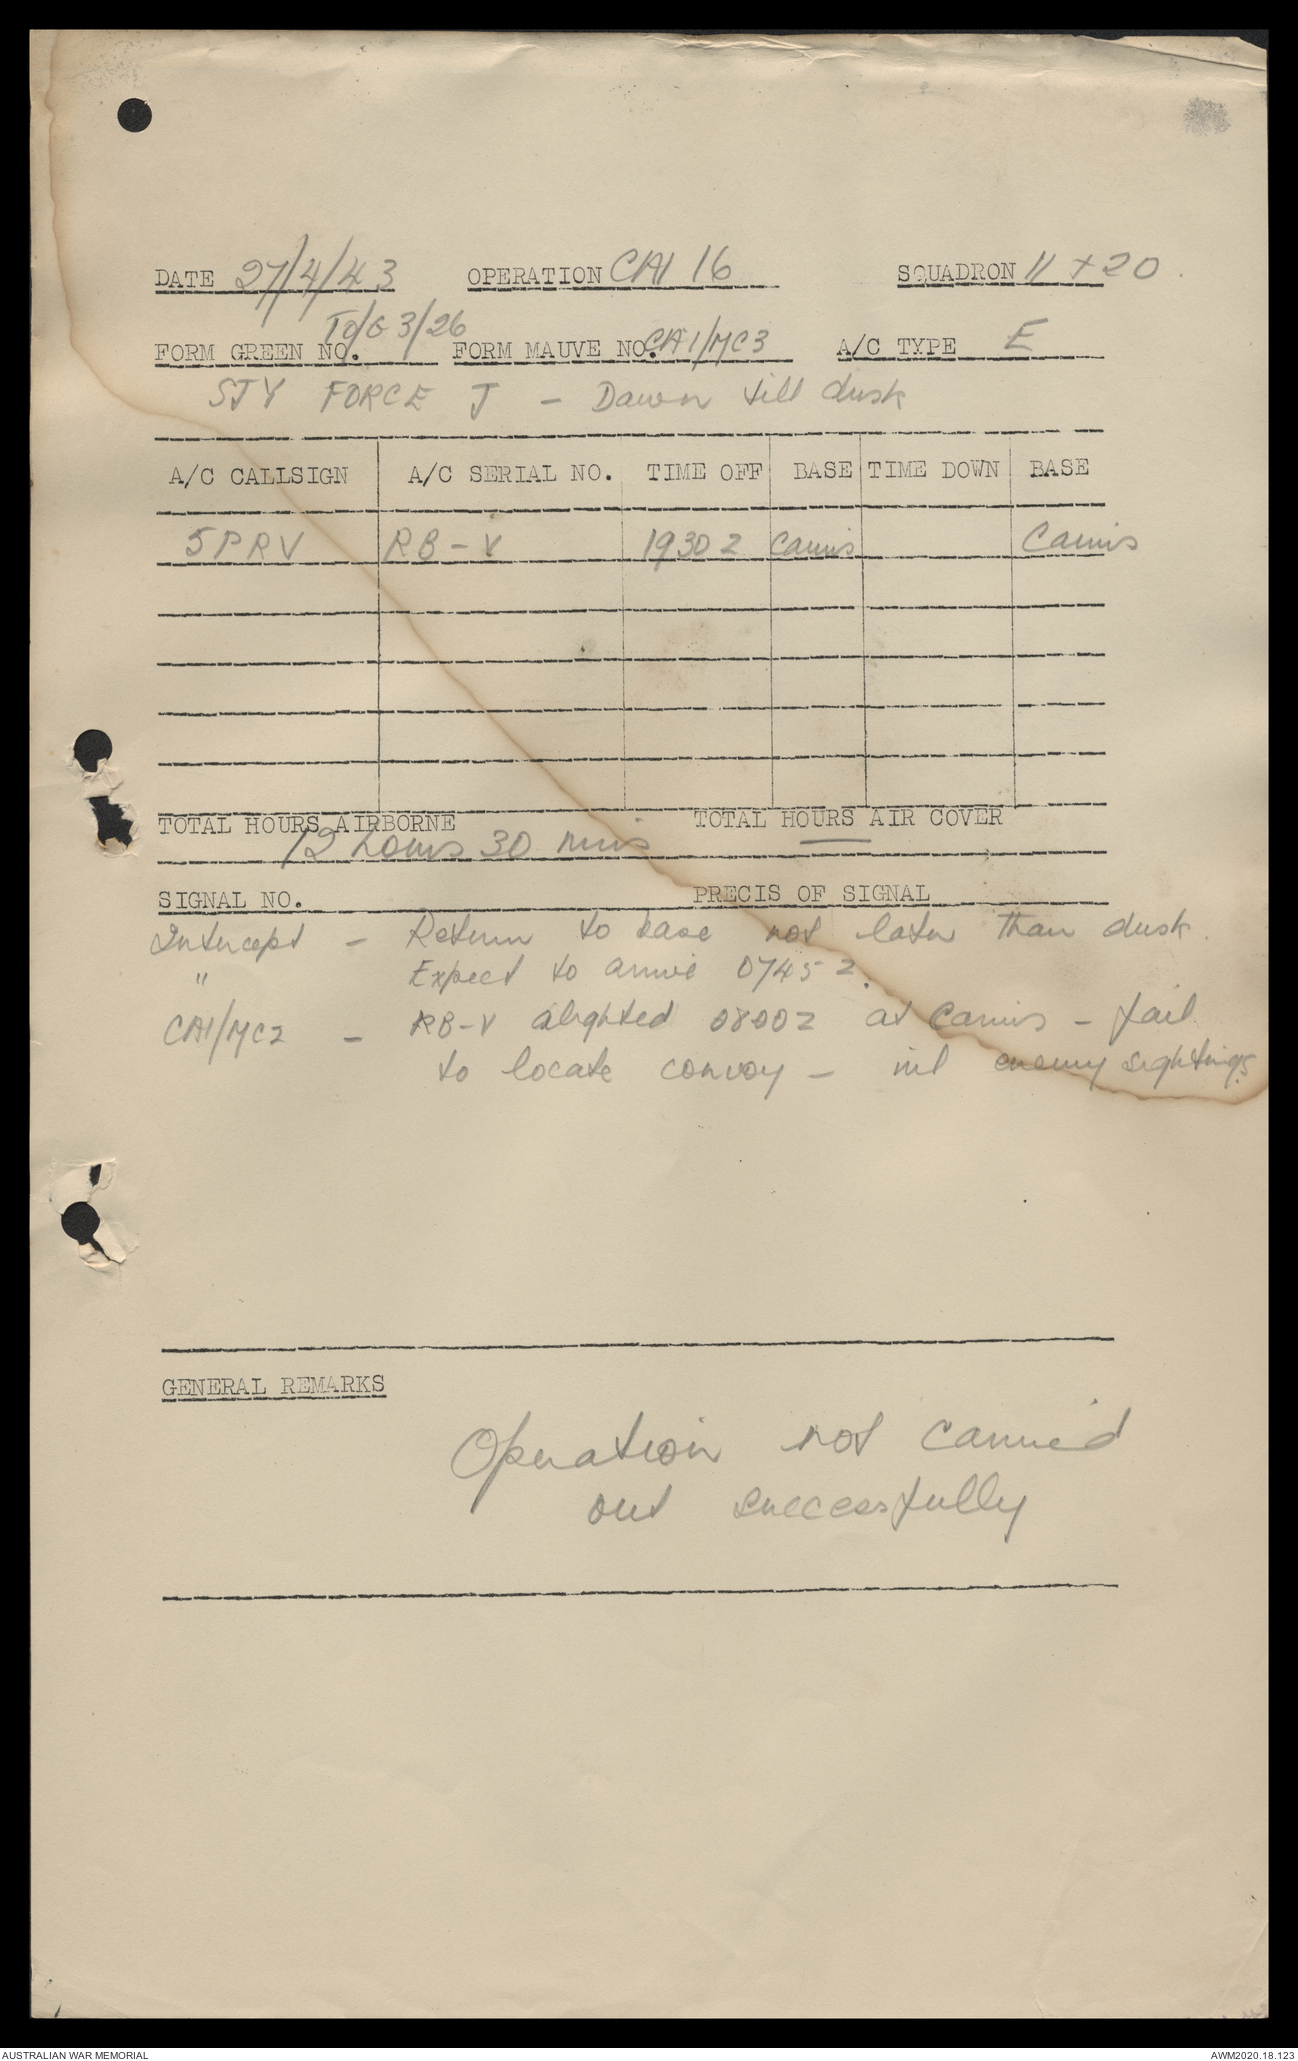 DATE 27/4/43 OPERATION CAI 16 SQUADRON 11 + 20.
FORM GREEN NO. TO/G 3/26 FORM MAUVE NO. CAI/MC3 A/C TYPE E
STY FORCE J - Dawn till dusk
A/C CALLSIGN A/C SERIAL NO. TIME OFF BASE TIME DOWN BASE
5PRV RB-V 1930Z Cairns Cairns
TOTAL HOURS AIRBORNE TOTAL HOURS AIR COVER
12 hours 30 mins —
SIGNAL NO. PRECIS OF SIGNAL
Intercept - Return to base not later than dusk.
" Expect to arrive 0745Z.
CAI/MC2 - RB-V alighted 0800Z at Cairns - fail
to locate convoy - nil enemy sightings.
GENERAL REMARKS
Operation not carried
out successfully
AUSTRALIAN WAR MEMORIAL AWM2020.18.123